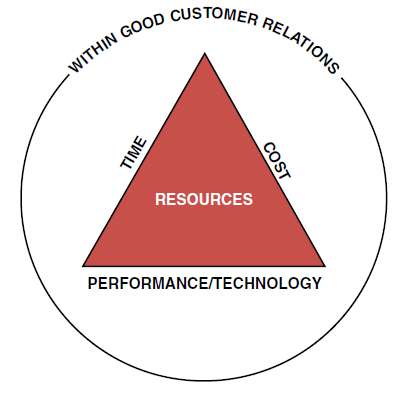 WITHIN GOOD CUSTOMER RELATIONS
TIME
COST
RESOURCES
PERFORMANCE/TECHNOLOGY